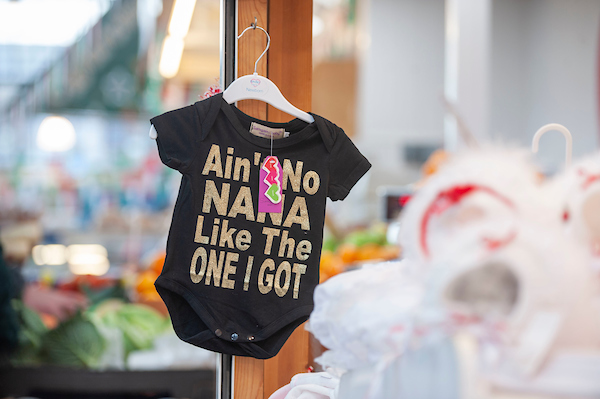 Ain' No
NANA
Like The
ONE I GOT